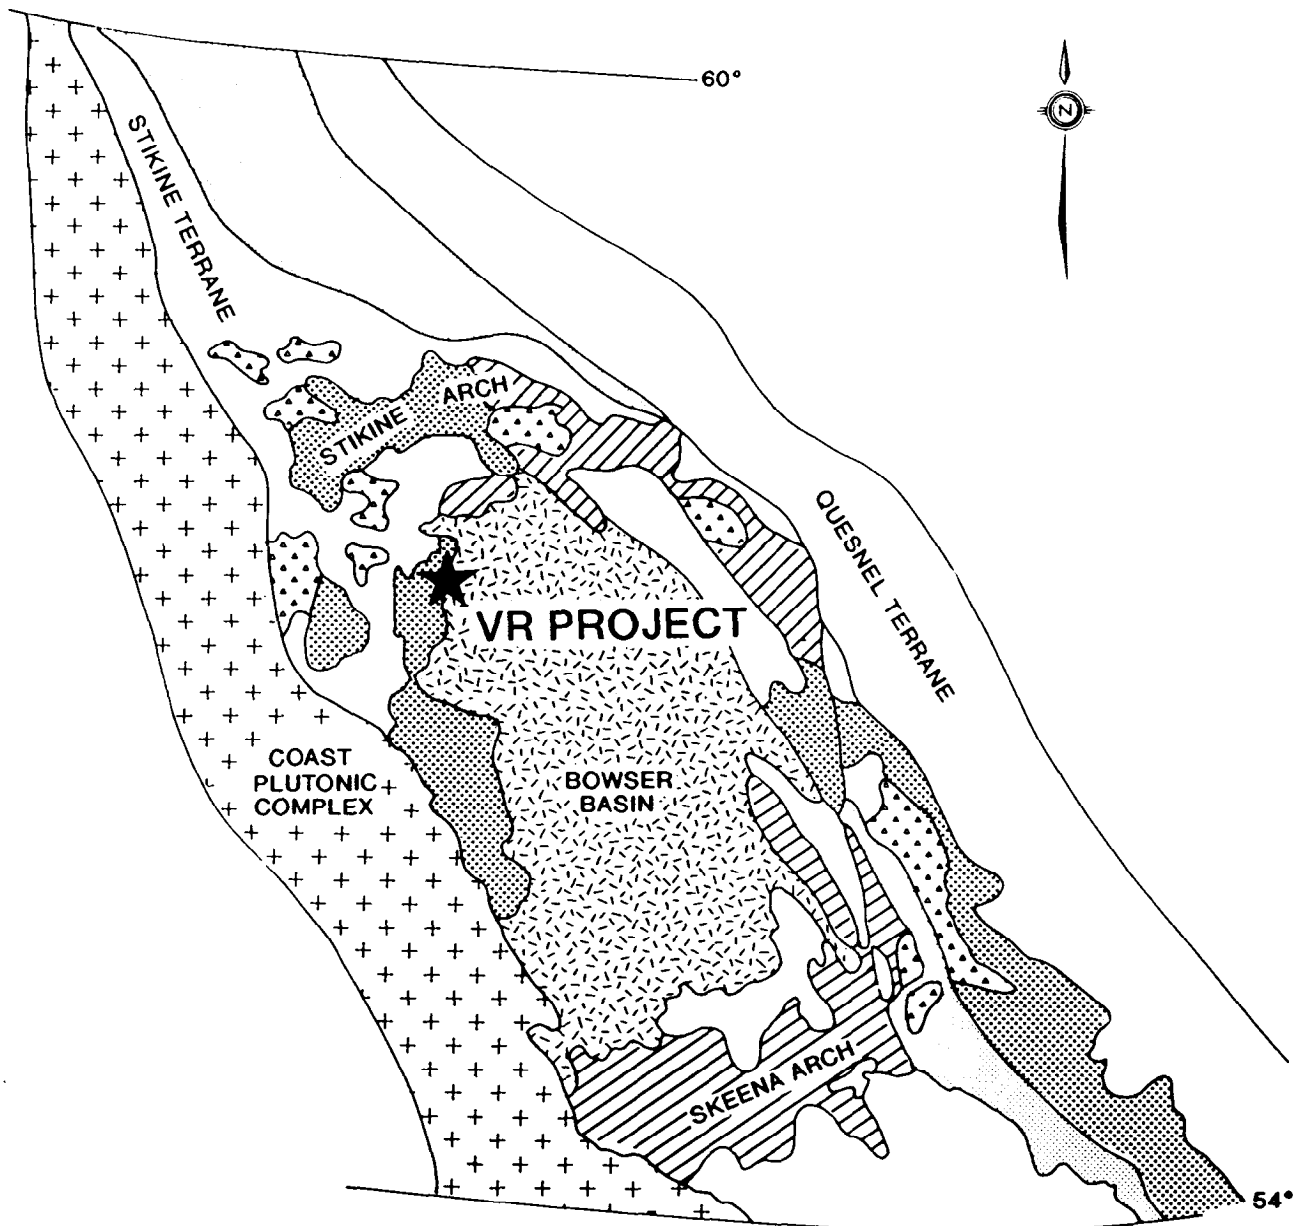 60°
N
STIKINE TERRANE
STIKINE ARCH
QUESNEL TERRANE
VR PROJECT
COAST
PLUTONIC
COMPLEX
BOWSER
BASIN
SKEENA ARCH
54°